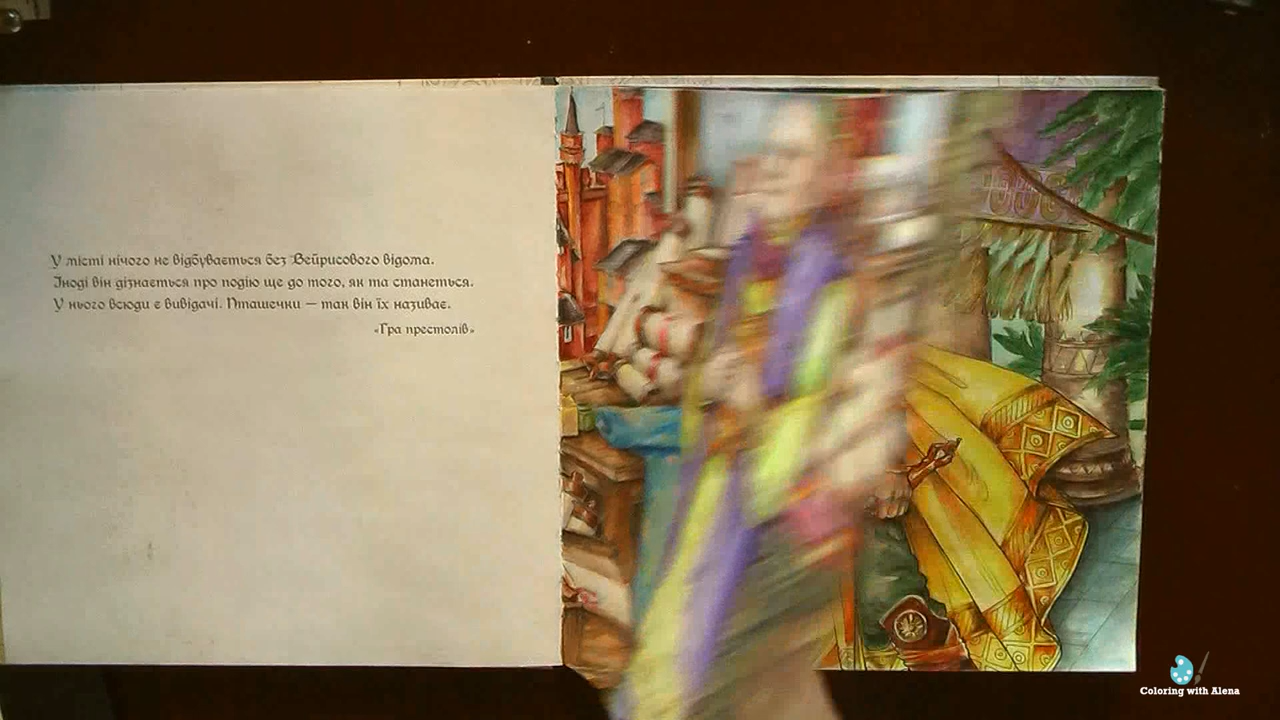 У місті нічого не відбувається без Вейрисового відома.
Іноді він дізнається про подію ще до того, як та станеться.
У нього всюди є вивідачі. Пташечки — так він їх називає.
«Гра престолів»
Coloring with Alena